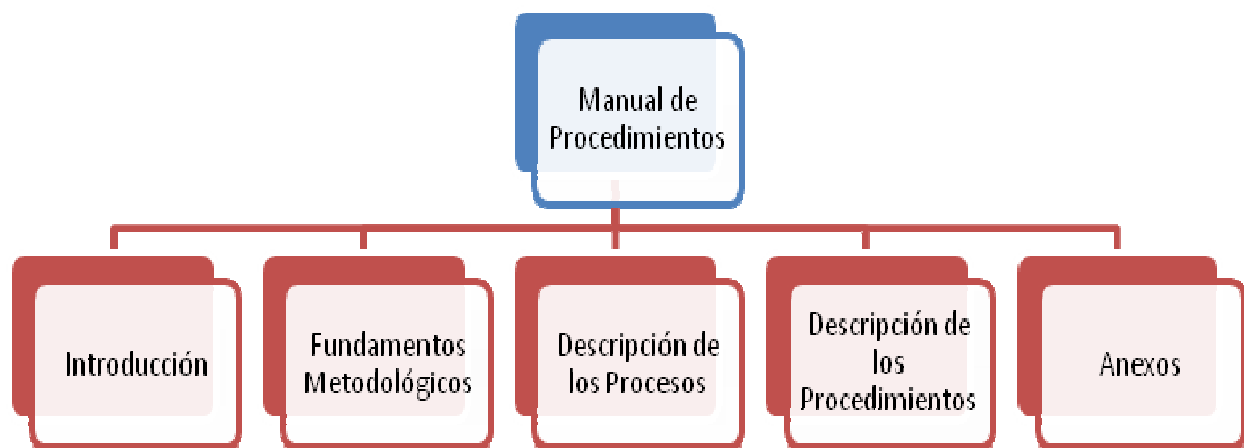 Manual de
Procedimientos
Introducción
Fundamentos
Metodológicos
Descripción de
los Procesos
Descripción de
los
Procedimientos
Anexos